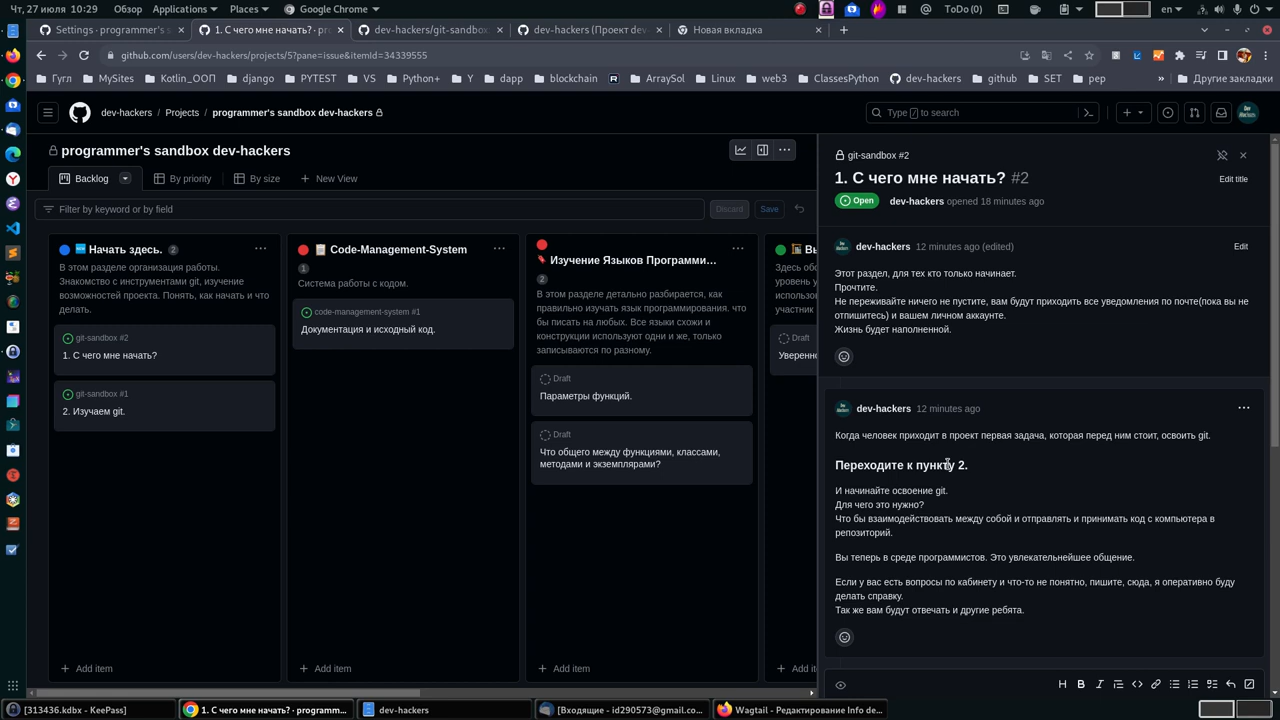 Чт, 27 июля 10:29
Обзор
Applications
Places
Google Chrome
ToDo (0)
en
Settings · programmer's s
1. С чего мне начать? · pro
dev-hackers/git-sandbox:
dev-hackers (Проект dev-
Новая вкладка
github.com/users/dev-hackers/projects/5?pane=issue&itemId=34339555
Гугл
MySites
Kotlin_ООП
django
PYTEST
VS
Python+
Y
dapp
blockchain
ArraySol
Linux
web3
ClassesPython
dev-hackers
github
SET
pep
»
Другие закладки
dev-hackers / Projects / programmer's sandbox dev-hackers
Type / to search
programmer's sandbox dev-hackers
Backlog
By priority
By size
+ New View
Filter by keyword or by field
Discard
Save
Начать здесь. 2
В этом разделе организация работы.
Знакомство с инструментами git, изучение
возможностей проекта. Понять, как начать и что
делать.
git-sandbox #2
1. С чего мне начать?
git-sandbox #1
2. Изучаем git.
+ Add item
Code-Management-System
1
Система работы с кодом.
code-management-system #1
Документация и исходный код.
+ Add item
Изучение Языков Программи…
2
В этом разделе детально разбирается, как
правильно изучать язык программирования. что
бы писать на любых. Все языки схожи и
конструкции используют одни и же, только
записываются по разному.
Draft
Параметры функций.
Draft
Что общего между функциями, классами,
методами и экземплярами?
+ Add item
Вы
Здесь обс
уровень у
использо
участник
Draft
Уверенно
+ Add it
git-sandbox #2
1. С чего мне начать? #2
Edit title
Open
dev-hackers opened 18 minutes ago
dev-hackers 12 minutes ago (edited)
Edit
Этот раздел, для тех кто только начинает.
Прочтите.
Не переживайте ничего не пустите, вам будут приходить все уведомления по почте(пока вы не
отпишитесь) и вашем личном аккаунте.
Жизнь будет наполненной.
dev-hackers 12 minutes ago
Когда человек приходит в проект первая задача, которая перед ним стоит, освоить git.
Переходите к пункту 2.
И начинайте освоение git.
Для чего это нужно?
Что бы взаимодействовать между собой и отправлять и принимать код с компьютера в
репозиторий.
Вы теперь в среде программистов. Это увлекательнейшее общение.
Если у вас есть вопросы по кабинету и что-то не понятно, пишите, сюда, я оперативно буду
делать справку.
Так же вам будут отвечать и другие ребята.
[313436.kdbx - KeePass]
1. С чего мне начать? · programm…
dev-hackers
[Входящие - id290573@gmail.co…
Wagtail - Редактирование Info de…